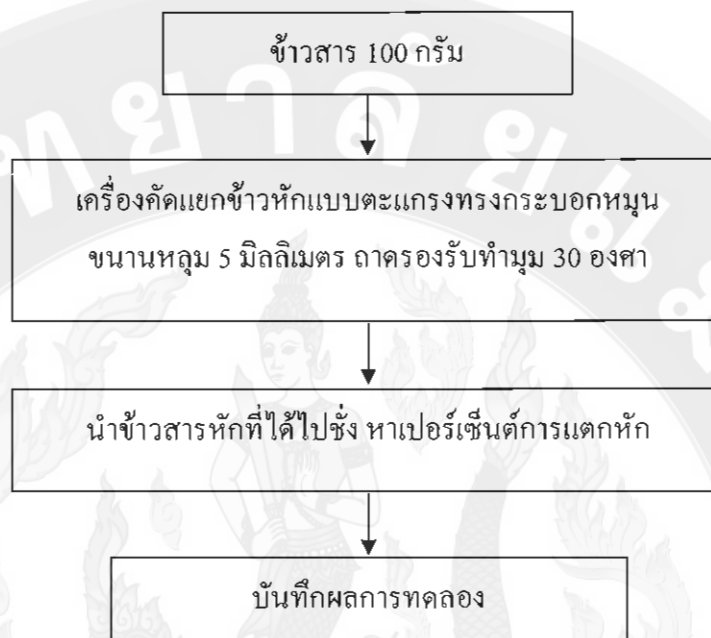 ข้าวสาร 100 กรัม
เครื่องคัดแยกข้าวหักแบบตะแกรงทรงกระบอกหมุน
ขนานหลุม 5 มิลลิเมตร ถาดรองรับทำมุม 30 องศา
นำข้าวสารหักที่ได้ไปชั่ง หาเปอร์เซ็นต์การแตกหัก
บันทึกผลการทดลอง